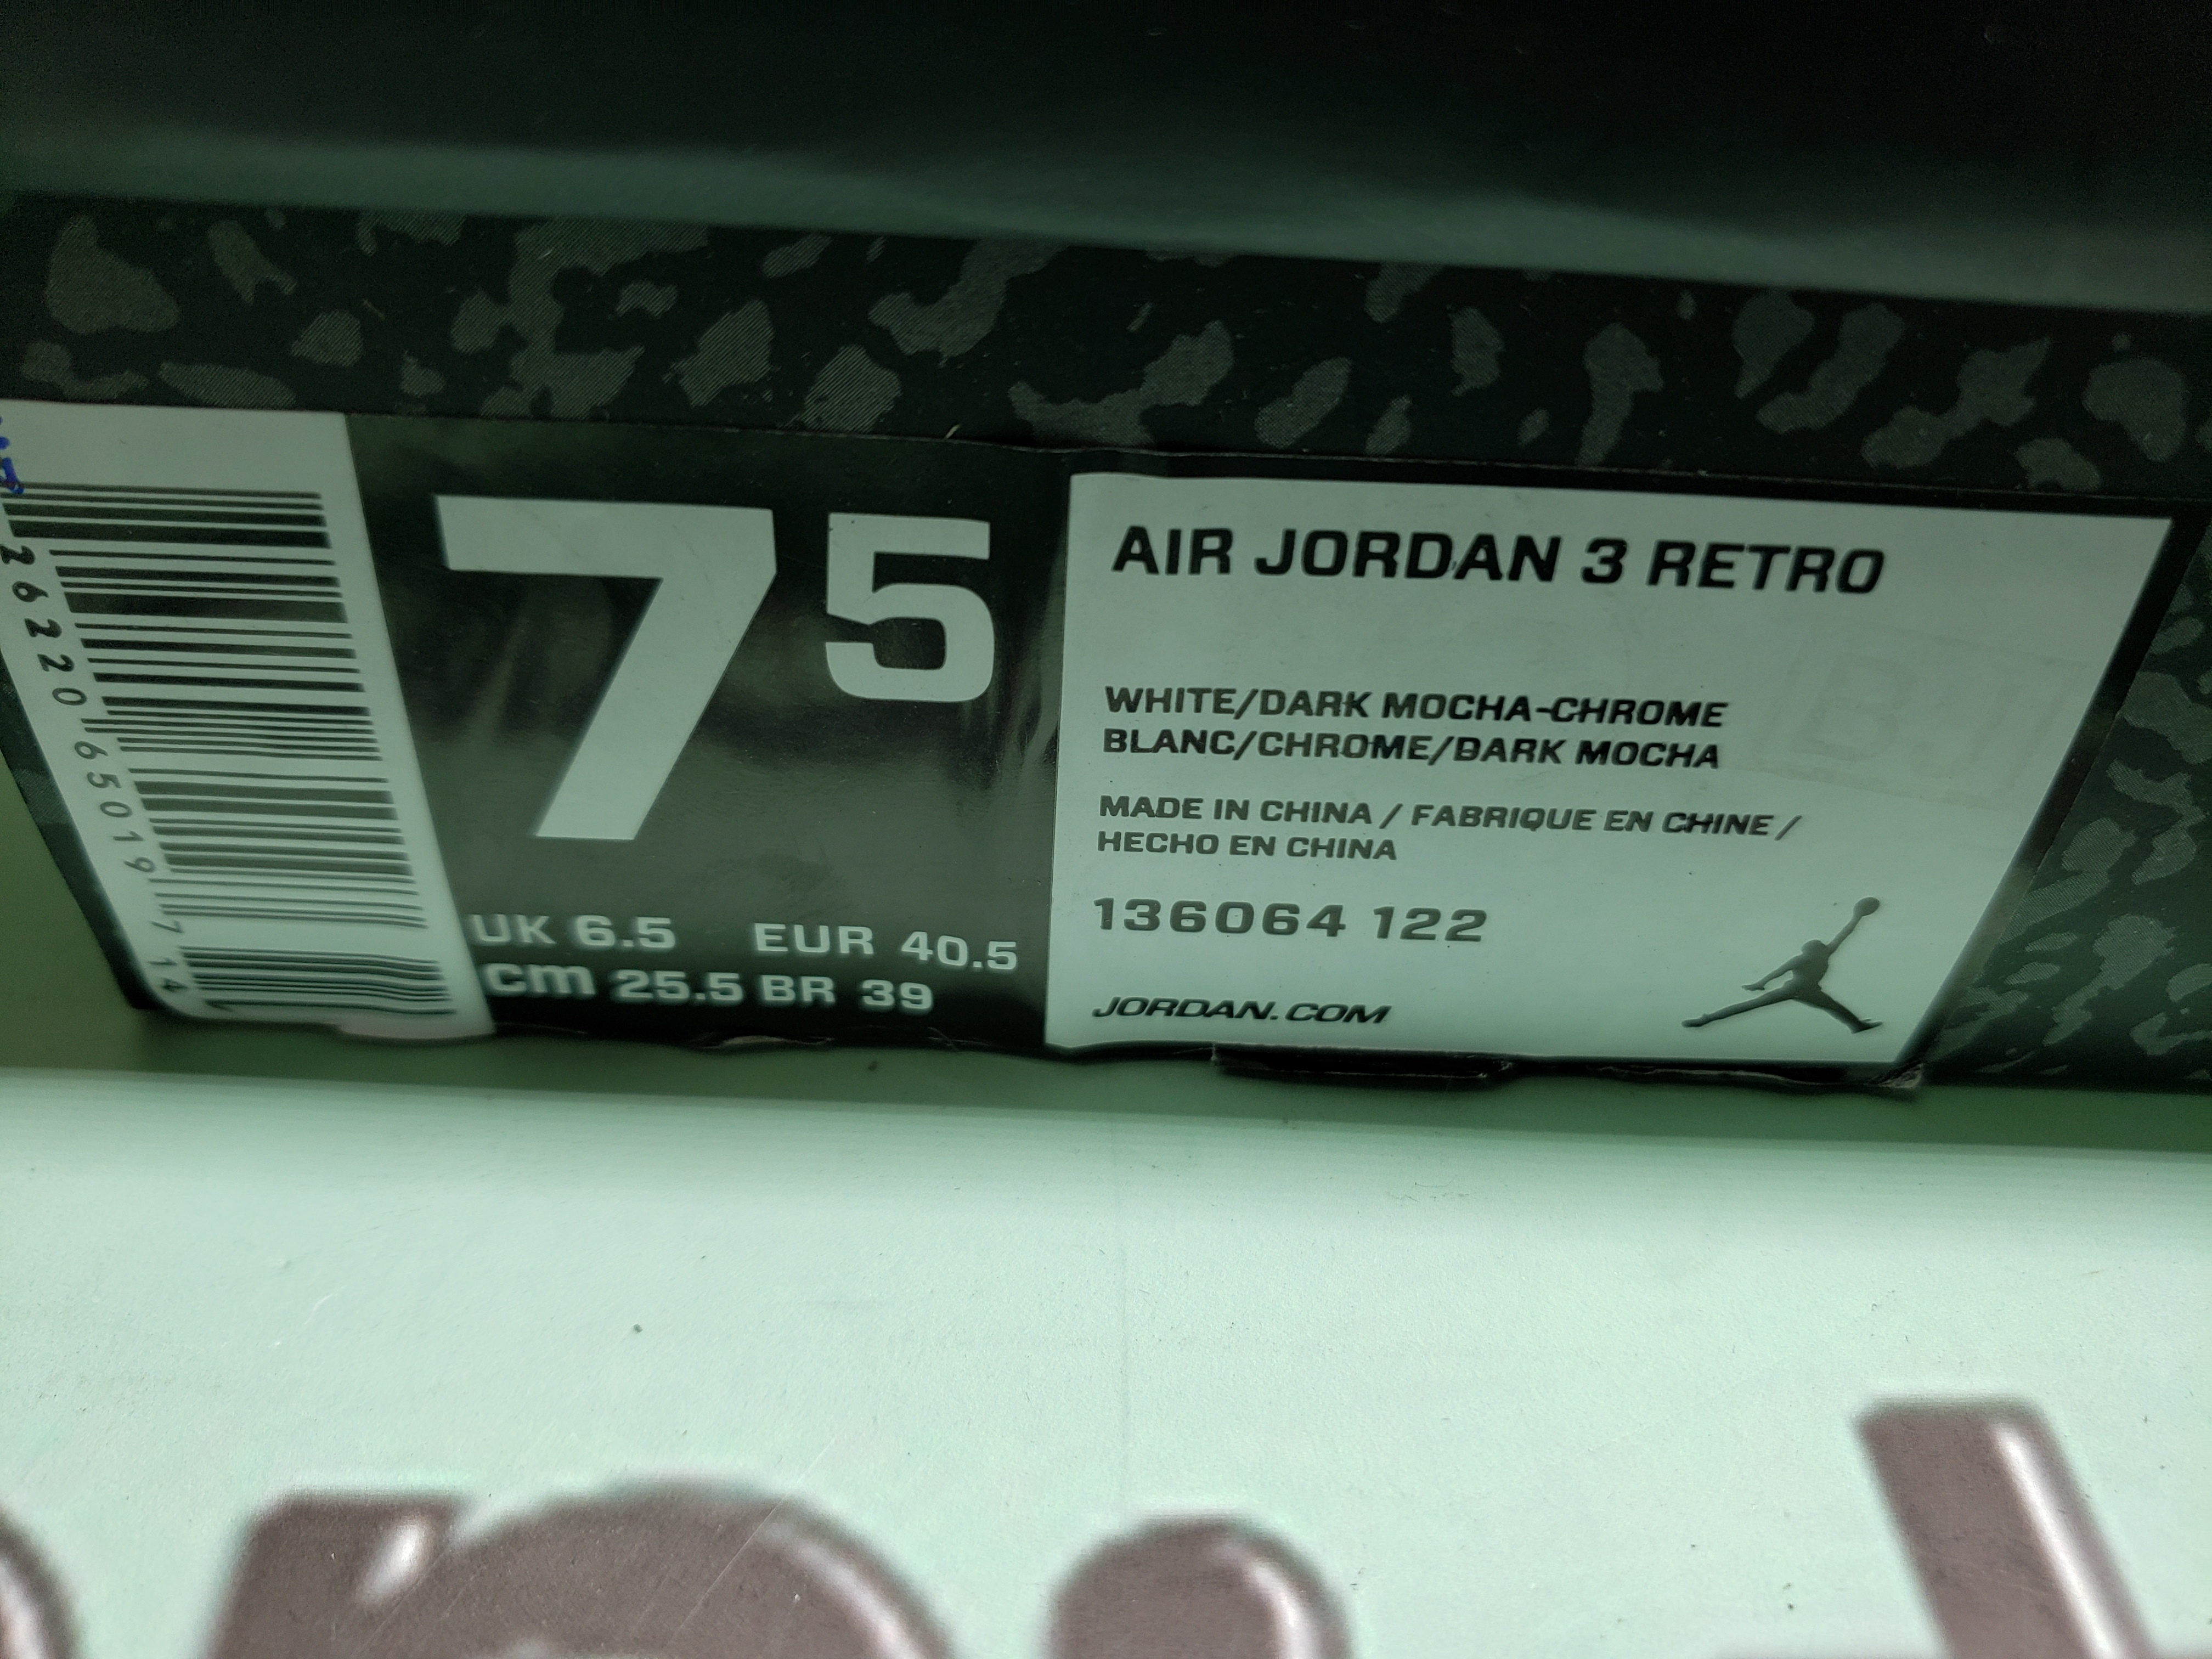 7 5
UK 6.5 EUR 40.5
cm 25.5 BR 39
AIR JORDAN 3 RETRO
WHITE/DARK MOCHA-CHROME
BLANC/CHROME/DARK MOCHA
MADE IN CHINA / FABRIQUE EN CHINE /
HECHO EN CHINA
136064 122
JORDAN.COM